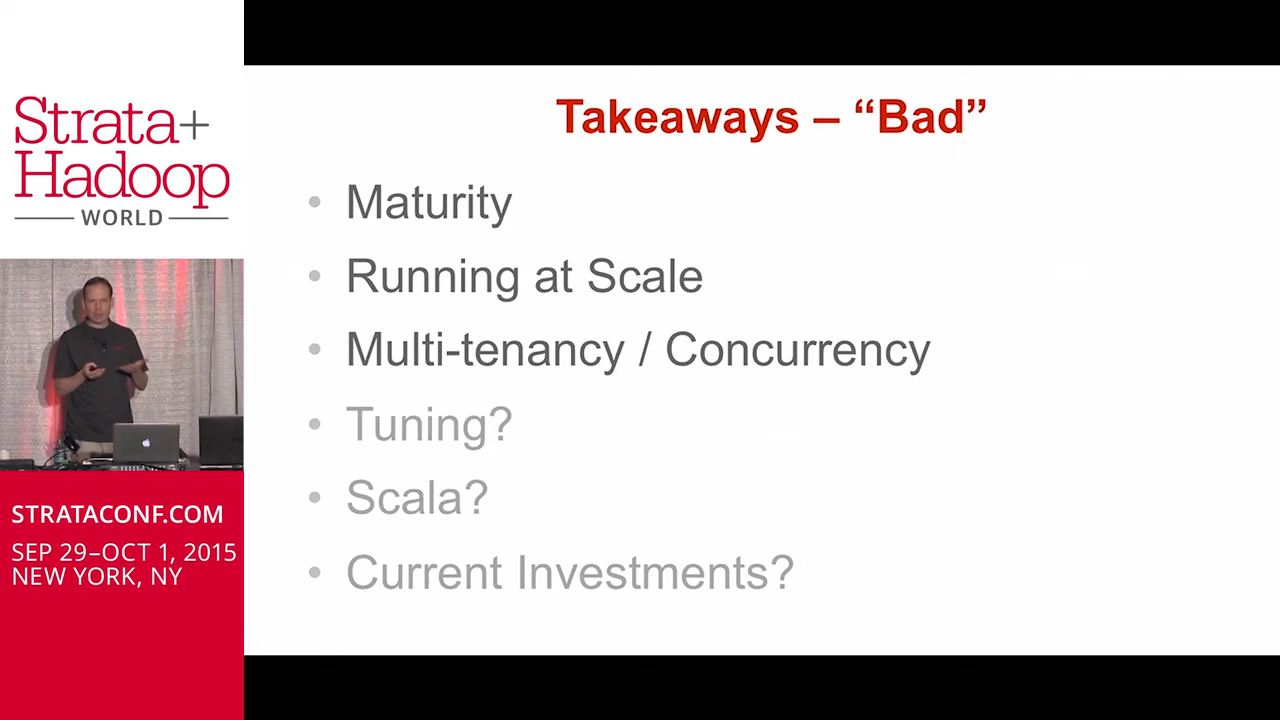 Strata+
Hadoop
WORLD
STRATACONF.COM
SEP 29–OCT 1, 2015
NEW YORK, NY
Takeaways – “Bad”
• Maturity
• Running at Scale
• Multi-tenancy / Concurrency
• Tuning?
• Scala?
• Current Investments?